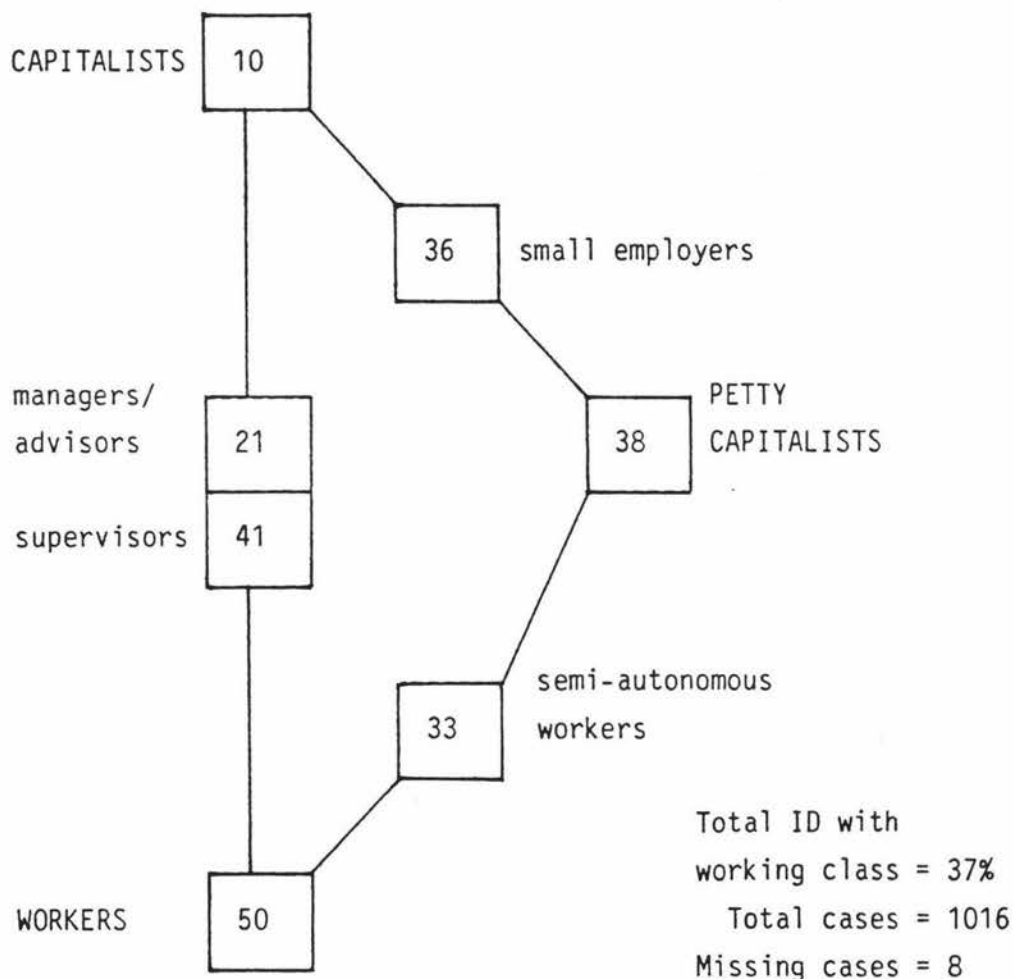 CAPITALISTS 10
36 small employers
managers/
advisors 21
PETTY
38 CAPITALISTS
supervisors 41
semi-autonomous
33 workers
Total ID with
working class = 37%
Total cases = 1016
WORKERS 50
Missing cases = 8